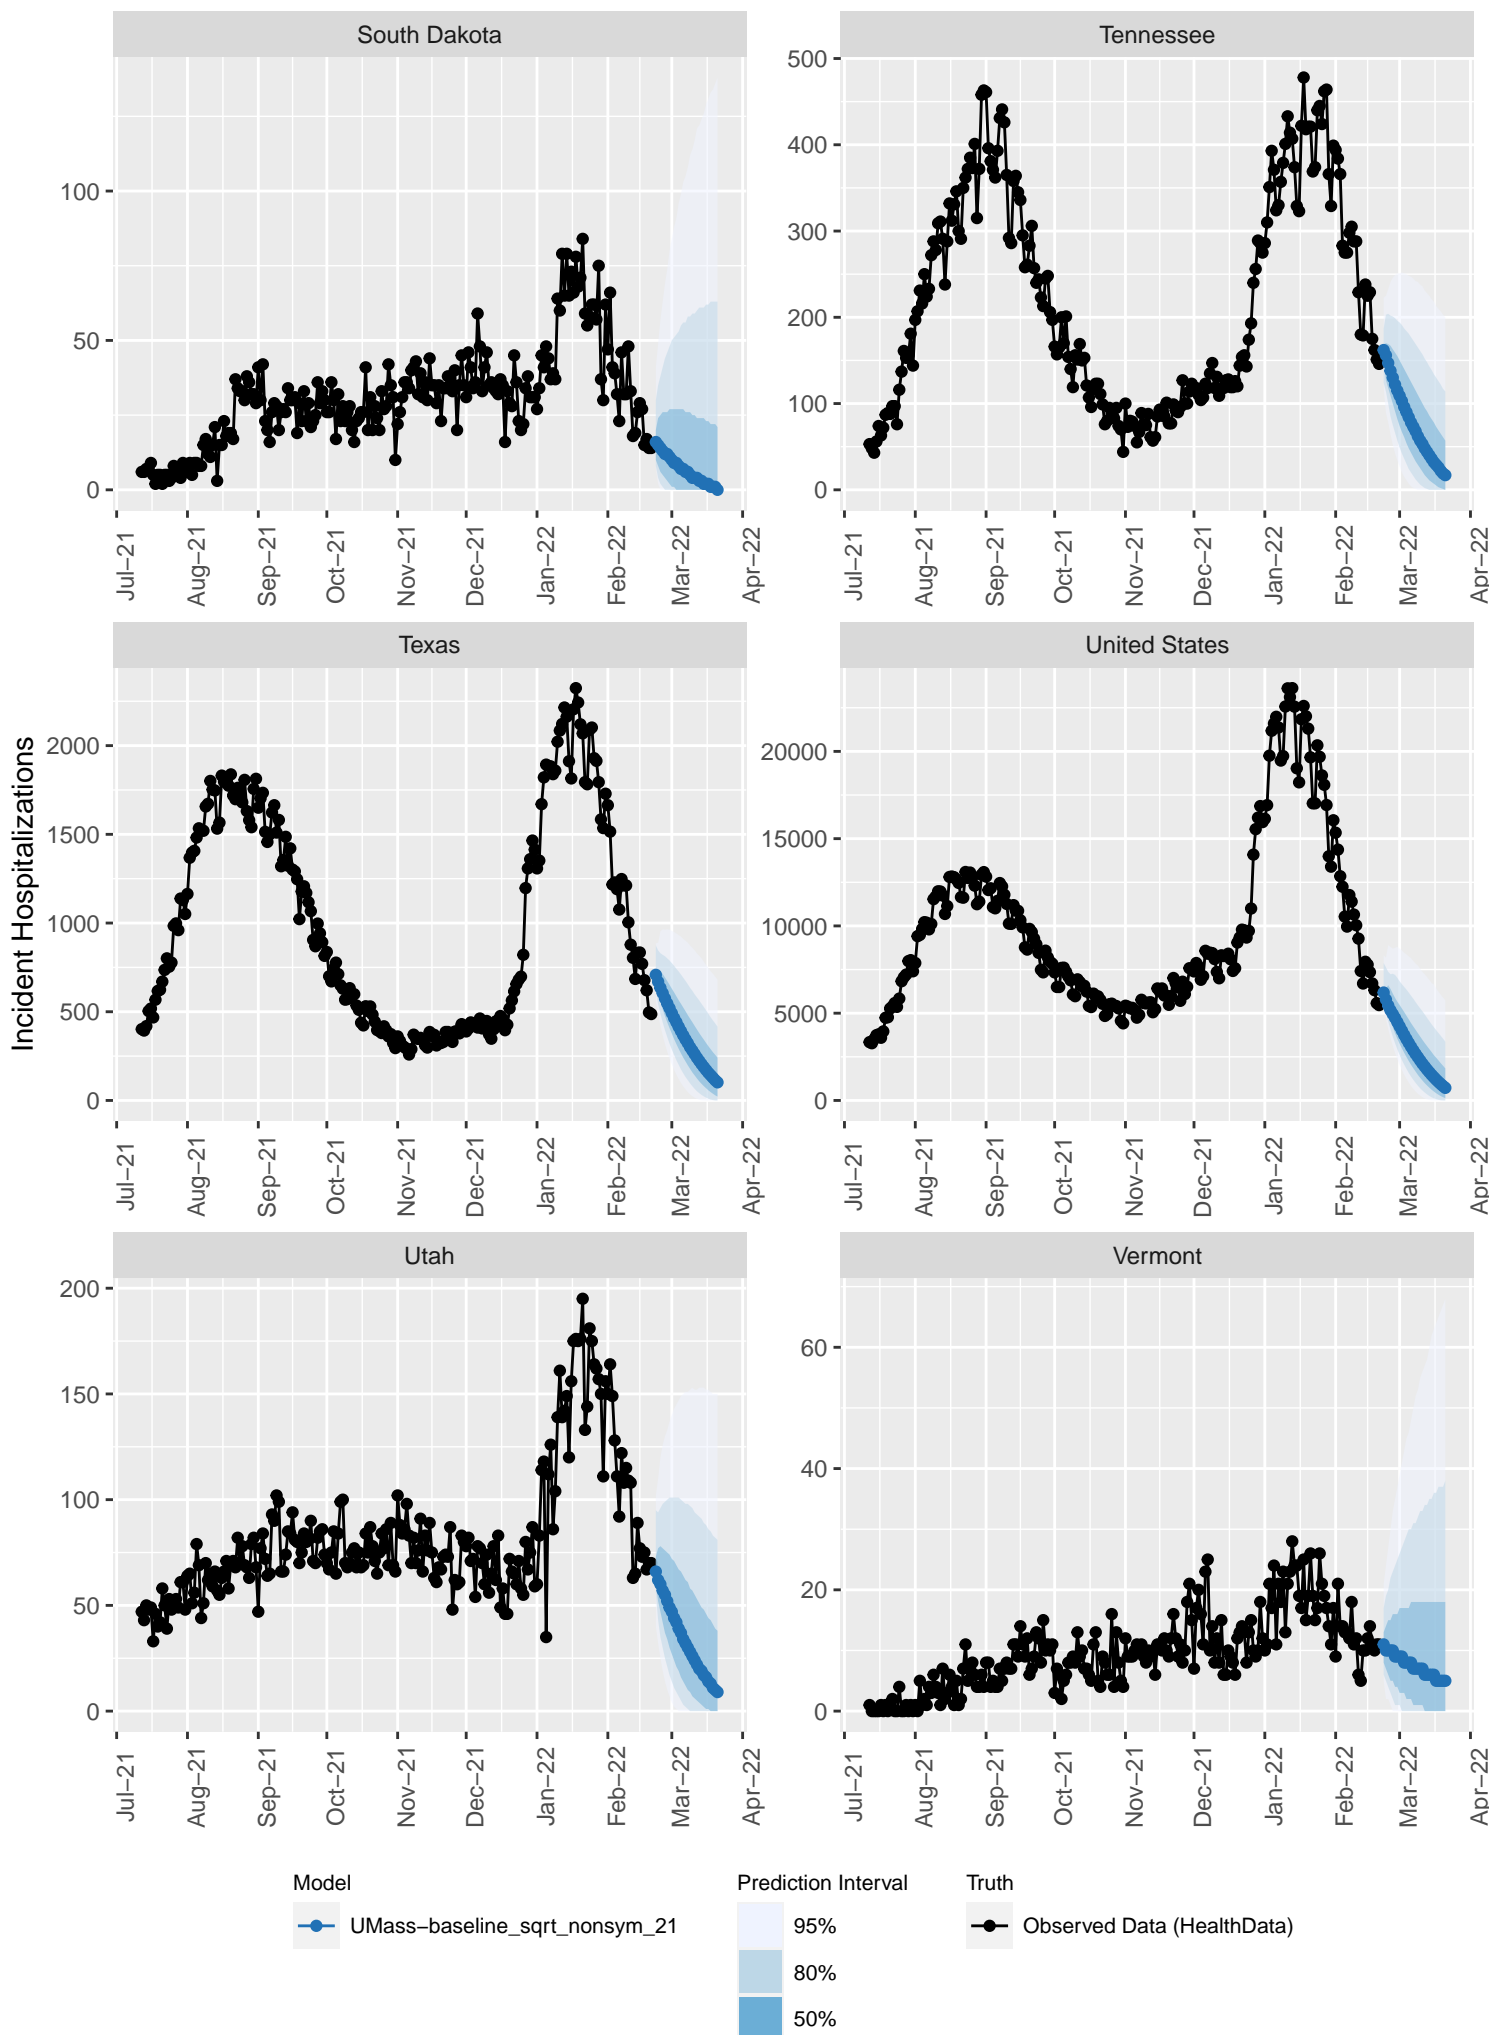 South Dakota
Tennessee
100
50
0
500
400
300
200
100
0
Jul−21
Aug−21
Sep−21
Oct−21
Nov−21
Dec−21
Jan−22
Feb−22
Mar−22
Apr−22
Jul−21
Aug−21
Sep−21
Oct−21
Nov−21
Dec−21
Jan−22
Feb−22
Mar−22
Apr−22
Texas
United States
Incident Hospitalizations
2000
1500
1000
500
0
20000
15000
10000
5000
0
Jul−21
Aug−21
Sep−21
Oct−21
Nov−21
Dec−21
Jan−22
Feb−22
Mar−22
Apr−22
Jul−21
Aug−21
Sep−21
Oct−21
Nov−21
Dec−21
Jan−22
Feb−22
Mar−22
Apr−22
Utah
Vermont
200
150
100
50
0
60
40
20
0
Jul−21
Aug−21
Sep−21
Oct−21
Nov−21
Dec−21
Jan−22
Feb−22
Mar−22
Apr−22
Jul−21
Aug−21
Sep−21
Oct−21
Nov−21
Dec−21
Jan−22
Feb−22
Mar−22
Apr−22
Model
UMass−baseline_sqrt_nonsym_21
Prediction Interval
95%
80%
50%
Truth
Observed Data (HealthData)